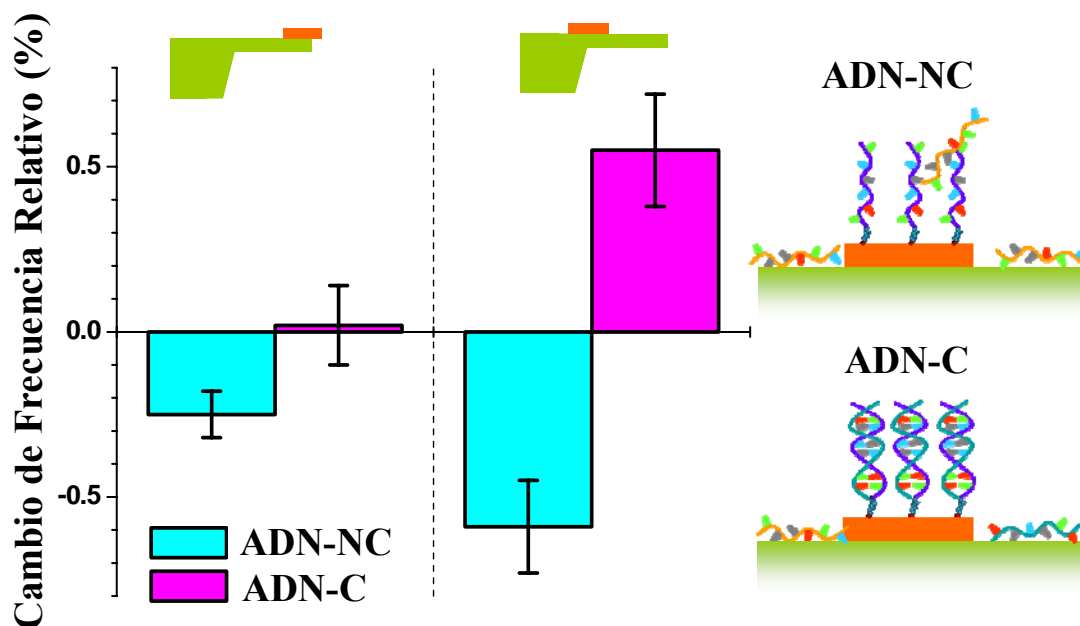 Cambio de Frecuencia Relativo (%)
0.5
0.0
-0.5
ADN-NC
ADN-C
ADN-NC
ADN-C